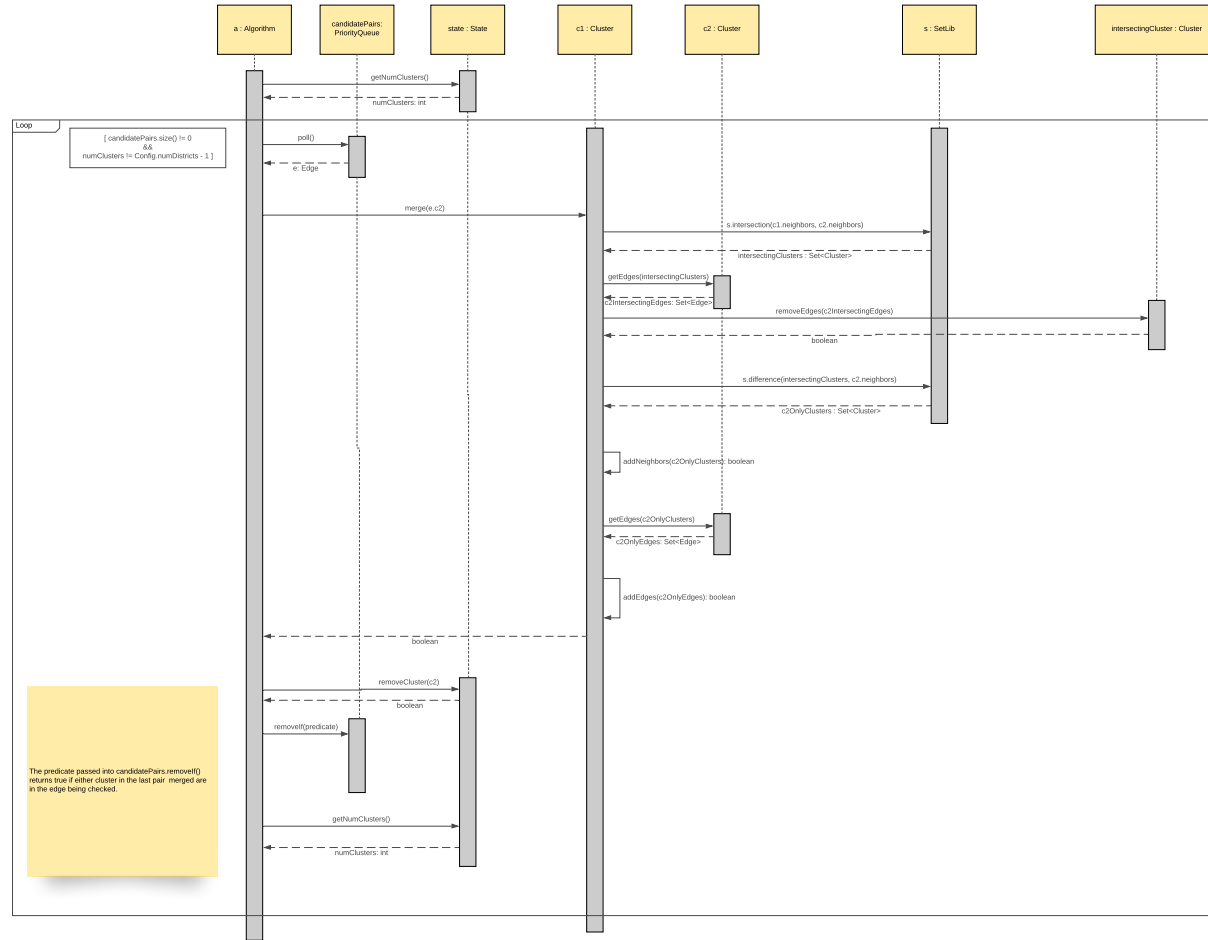 a : Algorithm
candidatePairs:
PriorityQueue
state : State
c1 : Cluster
c2 : Cluster
s : SetLib
intersectingCluster : Cluster
getNumClusters()
numClusters: int
Loop
[ candidatePairs.size() != 0
&&
numClusters != Config.numDistricts - 1 ]
poll()
e: Edge
merge(e.c2)
s.intersection(c1.neighbors, c2.neighbors)
intersectingClusters : Set<Cluster>
getEdges(intersectingClusters)
c2IntersectingEdges: Set<Edge>
removeEdges(c2IntersectingEdges)
boolean
s.difference(intersectingClusters, c2.neighbors)
c2OnlyClusters : Set<Cluster>
addNeighbors(c2OnlyClusters): boolean
getEdges(c2OnlyClusters)
c2OnlyEdges: Set<Edge>
addEdges(c2OnlyEdges): boolean
boolean
removeCluster(c2)
boolean
removeIf(predicate)
The predicate passed into candidatePairs.removeIf()
returns true if either cluster in the last pair merged are
in the edge being checked.
getNumClusters()
numClusters: int